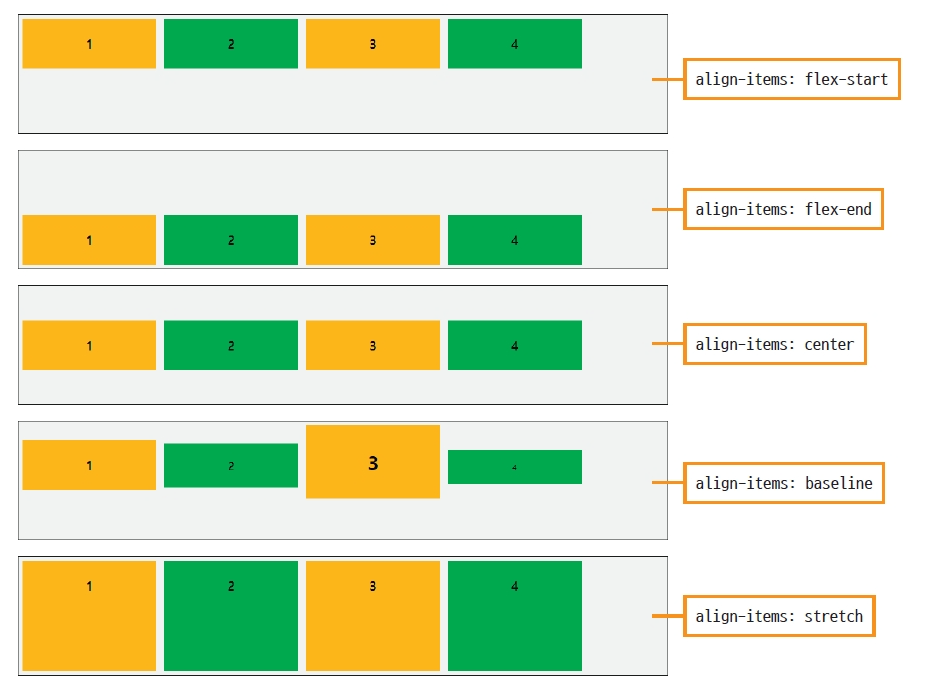 1 2 3 4
align-items: flex-start
1 2 3 4
align-items: flex-end
1 2 3 4
align-items: center
1 2 3 4
align-items: baseline
1 2 3 4
align-items: stretch